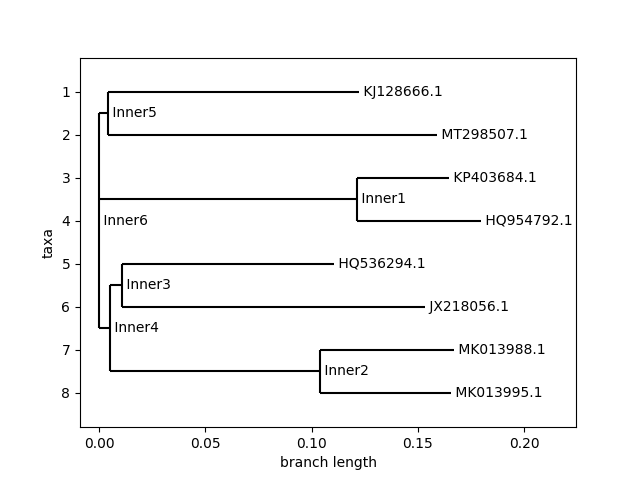 1
KJ128666.1
Inner5
2
MT298507.1
3
KP403684.1
Inner1
4
Inner6
HQ954792.1
taxa
5
HQ536294.1
Inner3
6
JX218056.1
Inner4
7
MK013988.1
Inner2
8
MK013995.1
0.00 0.05 0.10 0.15 0.20
branch length